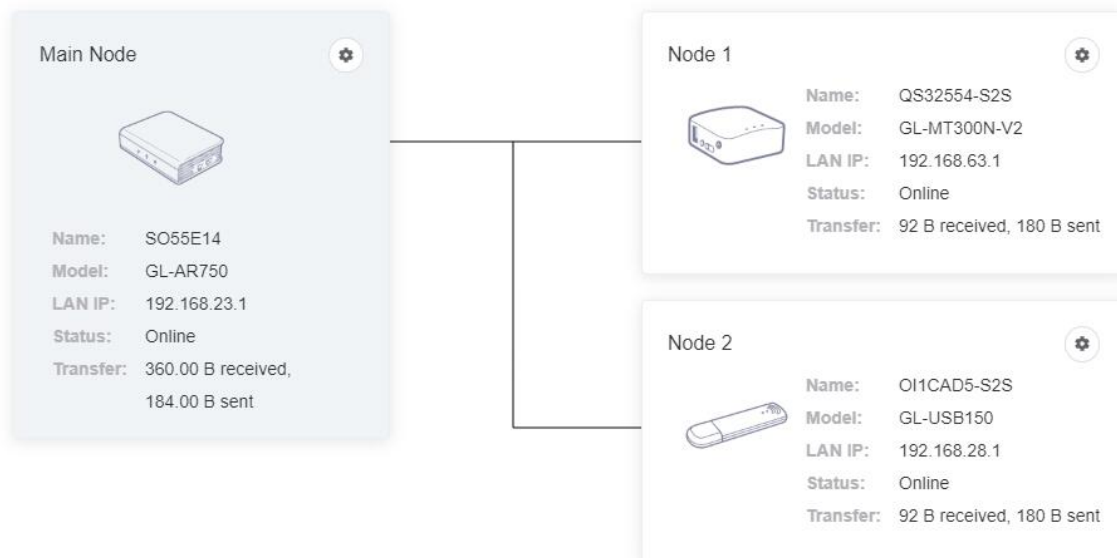 Main Node
Name: SO55E14
Model: GL-AR750
LAN IP: 192.168.23.1
Status: Online
Transfer: 360.00 B received,
184.00 B sent
Node 1
Name: QS32554-S2S
Model: GL-MT300N-V2
LAN IP: 192.168.63.1
Status: Online
Transfer: 92 B received, 180 B sent
Node 2
Name: OI1CAD5-S2S
Model: GL-USB150
LAN IP: 192.168.28.1
Status: Online
Transfer: 92 B received, 180 B sent